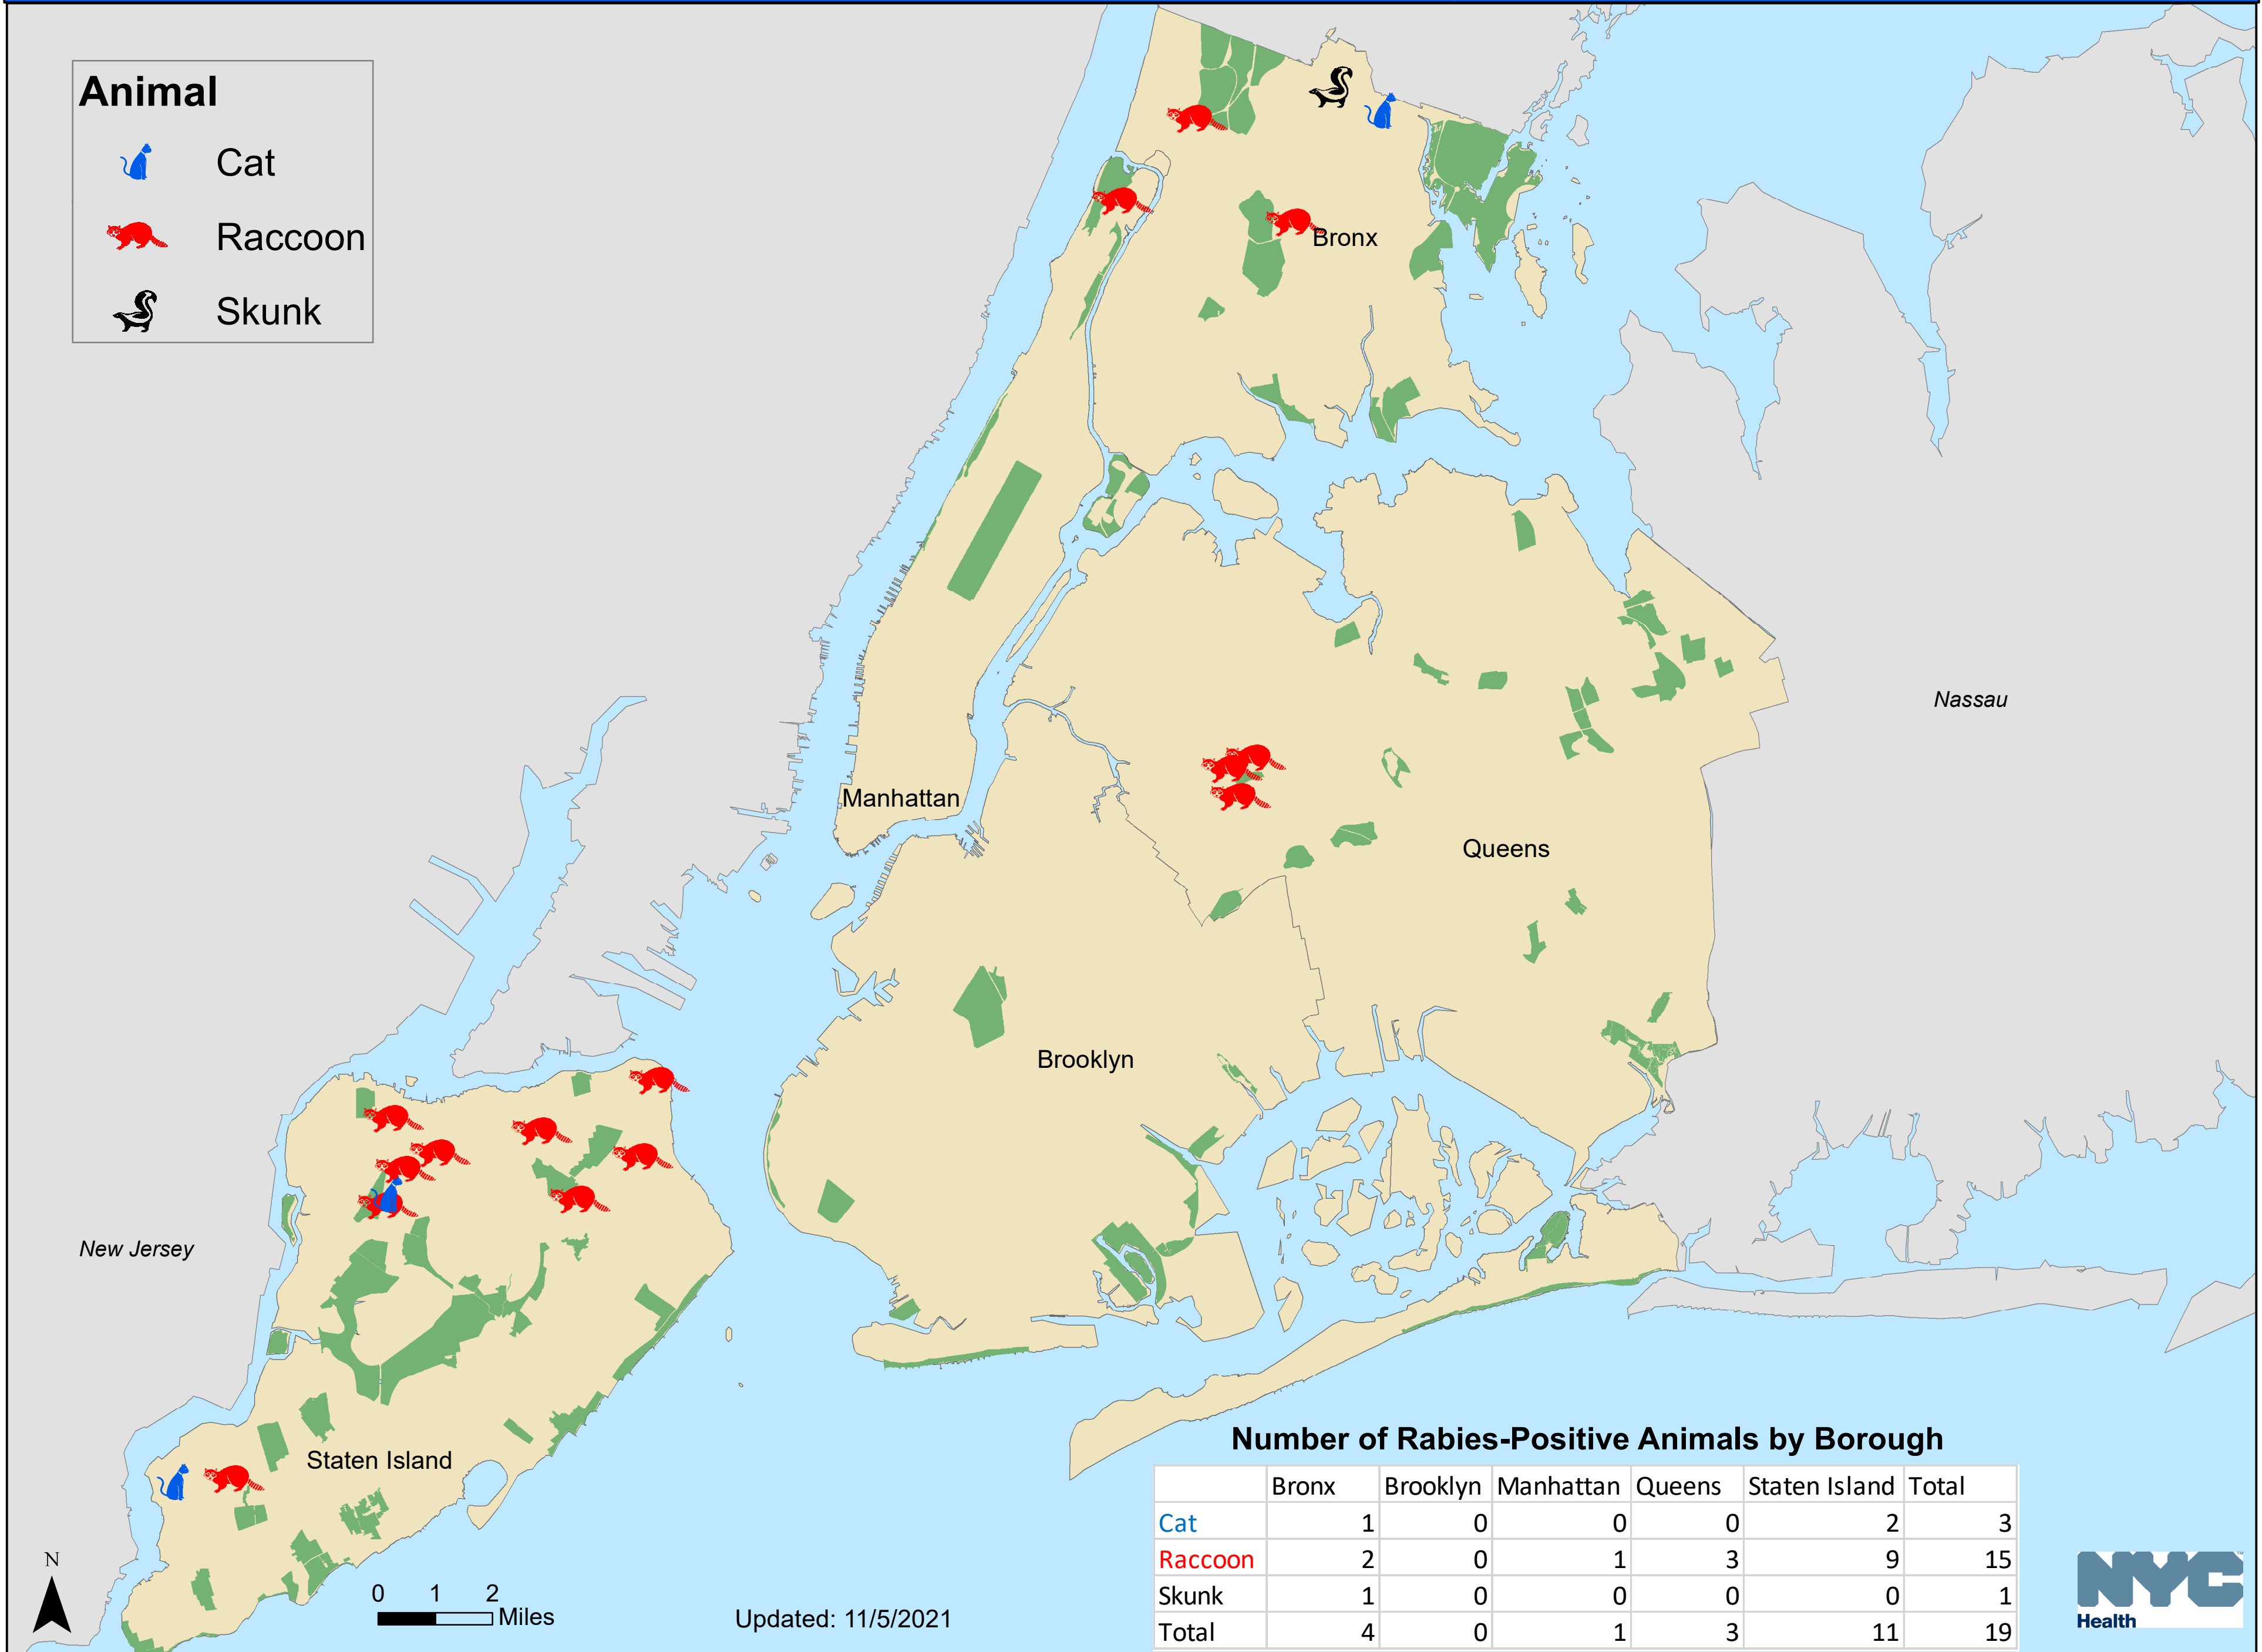 Animal
Cat
Raccoon
Skunk
Bronx
Nassau
Manhattan
Queens
Brooklyn
New Jersey
Staten Island
N
0 1 2
Miles
Updated: 11/5/2021
Number of Rabies-Positive Animals by Borough
Bronx Brooklyn Manhattan Queens Staten Island Total
Cat 1 0 0 0 2 3
Raccoon 2 0 1 3 9 15
Skunk 1 0 0 0 0 1
Total 4 0 1 3 11 19
NYC
Health